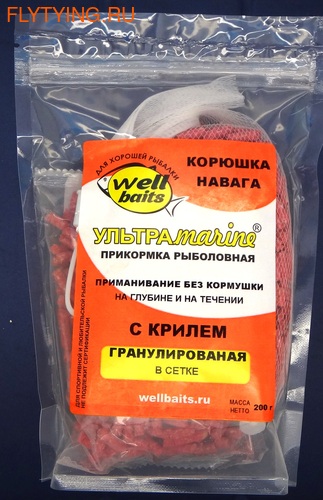 FLYTYING.RU
ДЛЯ ХОРОШЕЙ РЫБАЛКИ
well
baits
КОРЮШКА
НАВАГА
УЛЬТРАmarine®
ПРИКОРМКА РЫБОЛОВНАЯ
ПРИМАНИВАНИЕ БЕЗ КОРМУШКИ
НА ГЛУБИНЕ И НА ТЕЧЕНИИ
С КРИЛЕМ
ГРАНУЛИРОВАНАЯ
В СЕТКЕ
wellbaits.ru
МАССА
НЕТТО 200 г
ДЛЯ СПОРТИВНОЙ И ЛЮБИТЕЛЬСКОЙ РЫБАЛКИ
НЕ ПОДЛЕЖИТ СЕРТИФИКАЦИИ